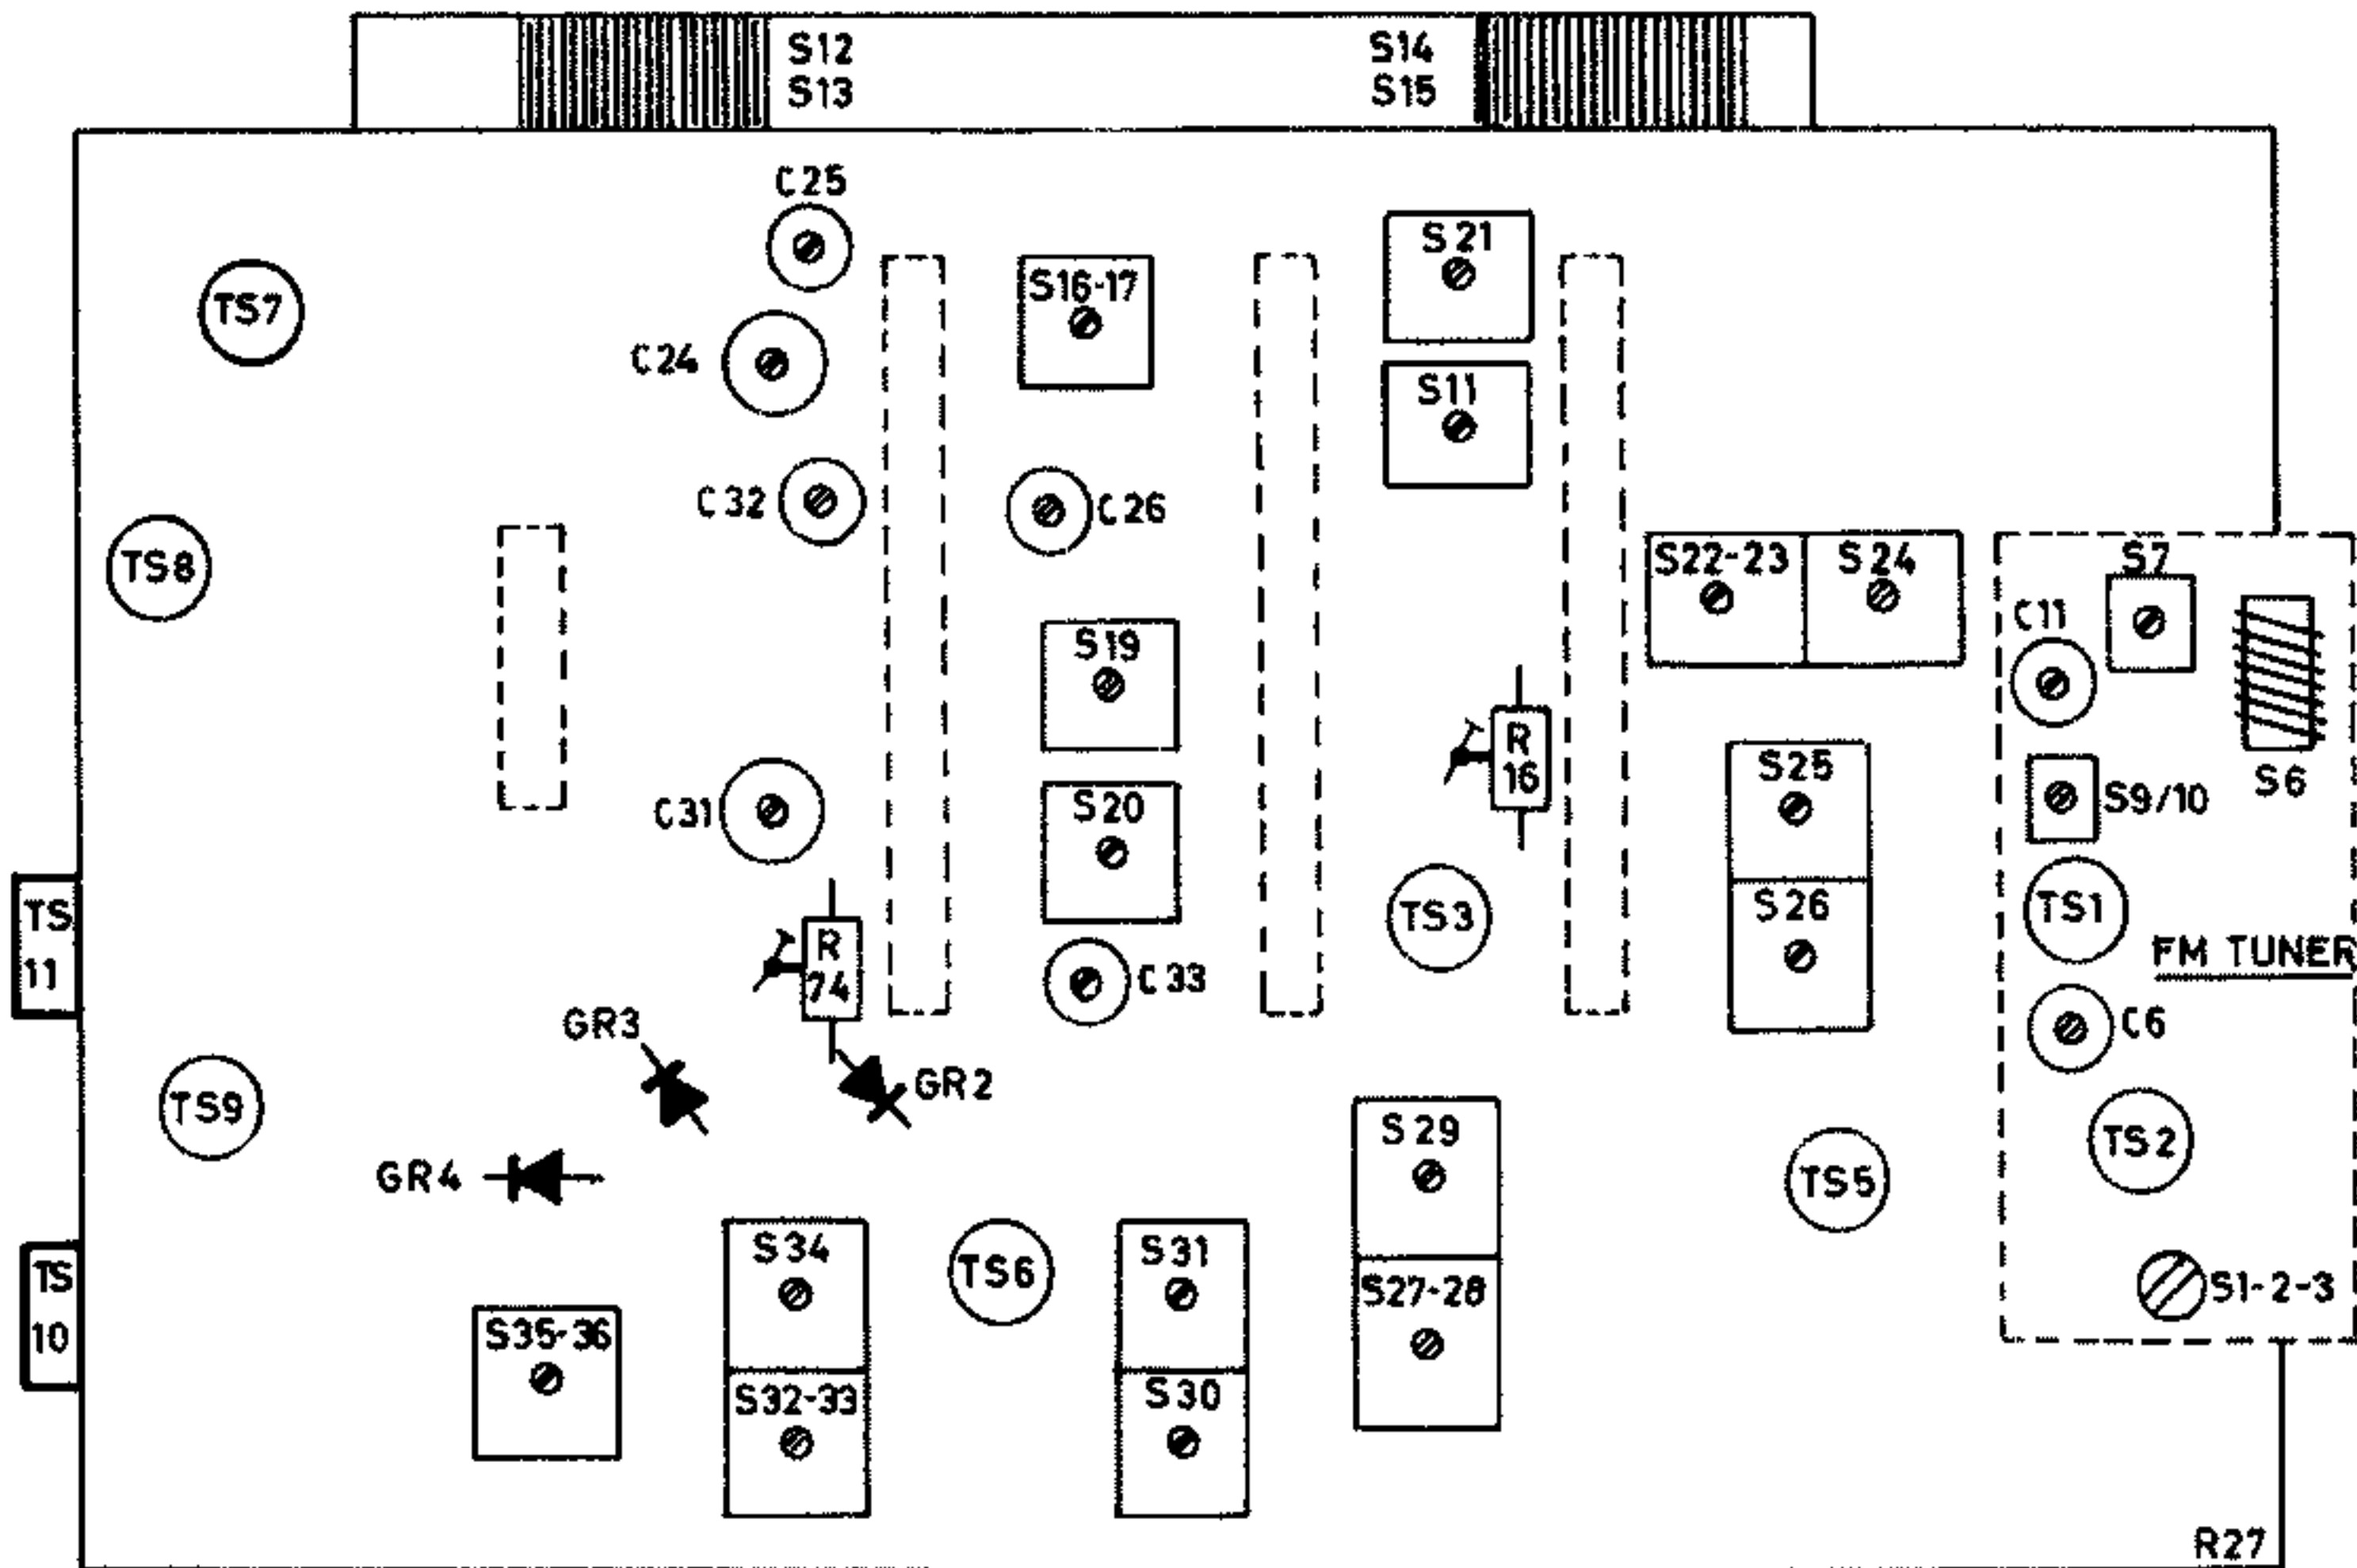 S12
S13
S14
S15
C25
S21
S16-17
TS7
C24
S11
C32
C26
S22-23
S24
S7
TS8
C11
S19
R
16
S25
S6
S9/10
C31
S20
TS
11
R
74
TS3
S26
TS1
FM TUNER
C33
GR3
C6
GR2
TS9
S29
TS2
GR4
TS5
S34
TS6
S31
TS
10
S27-28
S1-2-3
S35-36
S32-33
S30
R27